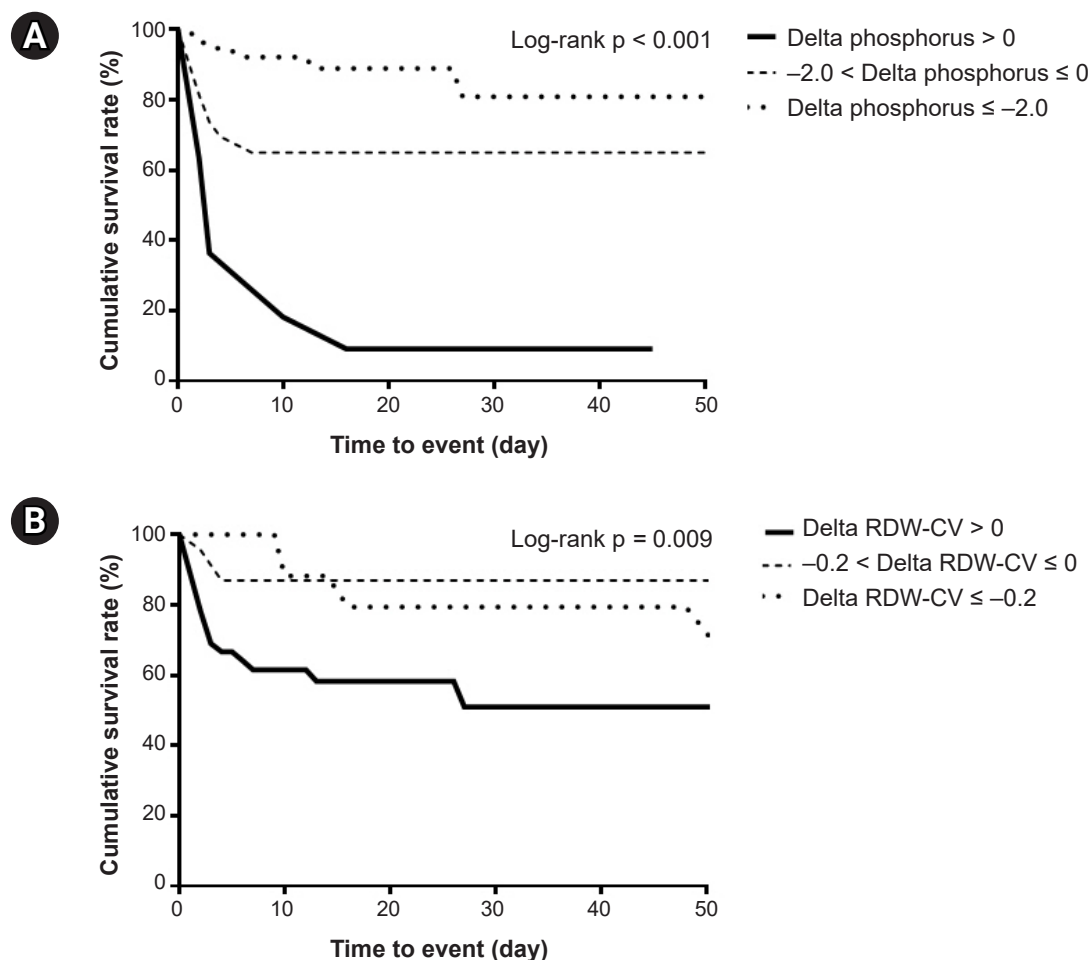 A
Log-rank p < 0.001
Delta phosphorus > 0
–2.0 < Delta phosphorus ≤ 0
Delta phosphorus ≤ –2.0
Cumulative survival rate (%)
100
80
60
40
20
0
0 10 20 30 40 50
Time to event (day)
B
Log-rank p = 0.009
Delta RDW-CV > 0
–0.2 < Delta RDW-CV ≤ 0
Delta RDW-CV ≤ –0.2
Cumulative survival rate (%)
100
80
60
40
20
0
0 10 20 30 40 50
Time to event (day)